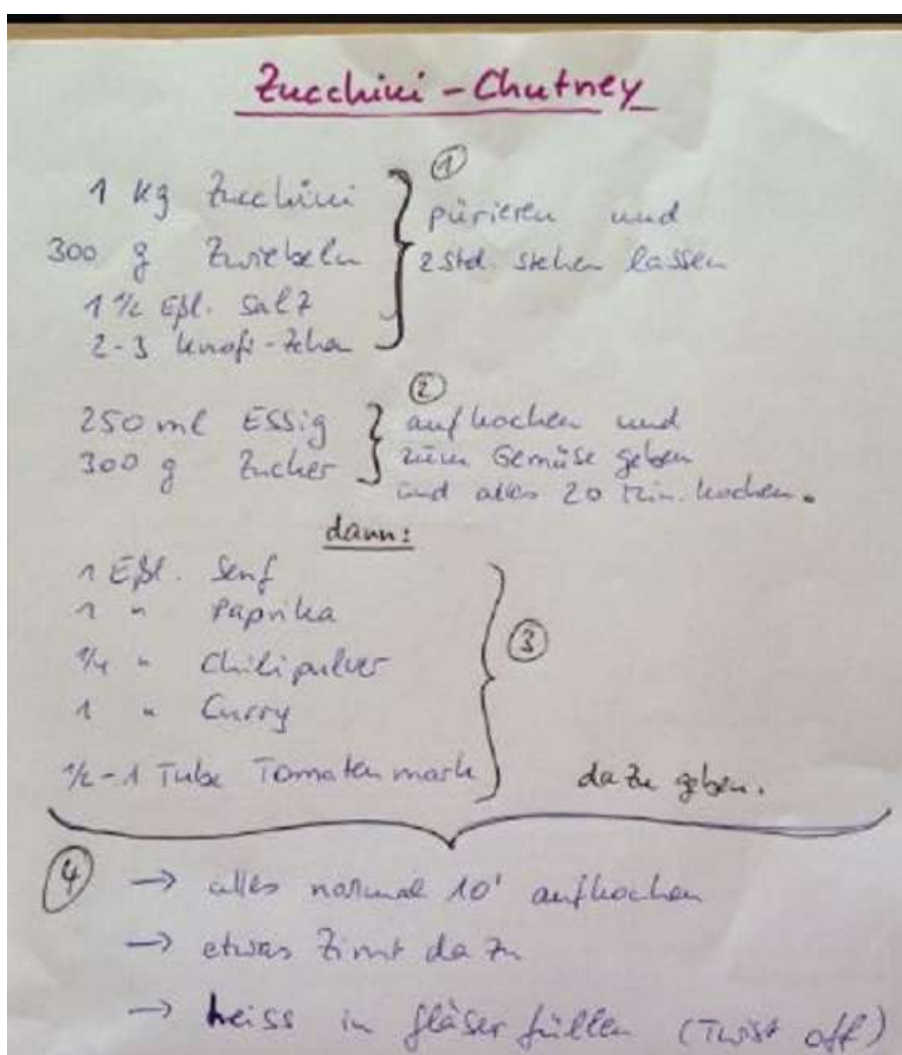 Zucchini - Chutney
1 kg Zucchini
300 g Zwiebeln
1 1/2 Eßl. Salz
2-3 Knofi-Zehen
①
pürieren und
2 Std. stehen lassen
250 ml Essig
300 g Zucker
②
aufkochen und
zum Gemüse geben
und alles 20 Min. kochen.
dann:
1 Eßl. Senf
1 " Paprika
1/4 " Chilipulver
1 " Curry
1/2 - 1 Tube Tomatenmark
③
dazu geben.
④ → alles nochmal 10' aufkochen
→ etwas Zimt dazu
→ heiss in Gläser füllen (Twist off)